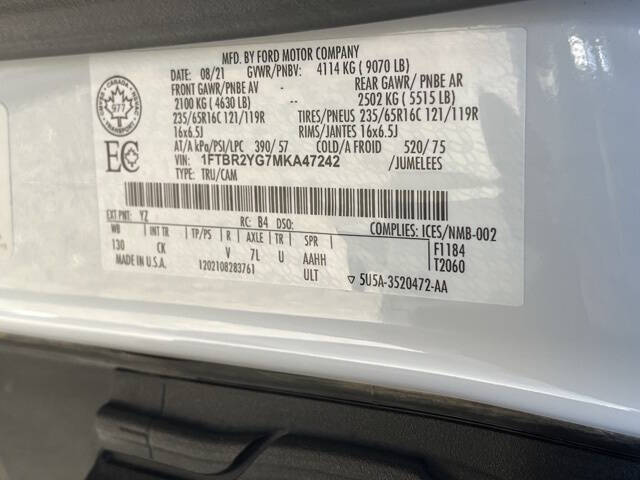 MFD. BY FORD MOTOR COMPANY
DATE: 08/21 GVWR/PNBV: 4114 KG ( 9070 LB)
FRONT GAWR/PNBE AV -- REAR GAWR/ PNBE AR
2100 KG ( 4630 LB) -- 2502 KG ( 5515 LB)
235/65R16C 121/119R TIRES/PNEUS 235/65R16C 121/119R
16x6.5J RIMS/JANTES 16x6.5J
AT/A kPa/PSI/LPC 390/ 57 COLD/A FROID 520/ 75
VIN: 1FTBR2YG7MKA47242 /JUMELEES
TYPE: TRU/CAM
CANADA
977
TRANSPORT
EC
EXT PNT: YZ RC: B4 DSO: COMPLIES: ICES/NMB-002
WB INT TR TP/PS R AXLE TR SPR F1184
130 CK V 7L U AAHH T2060
MADE IN U.S.A. 1202108283761 ULT ▽ 5U5A-3520472-AA